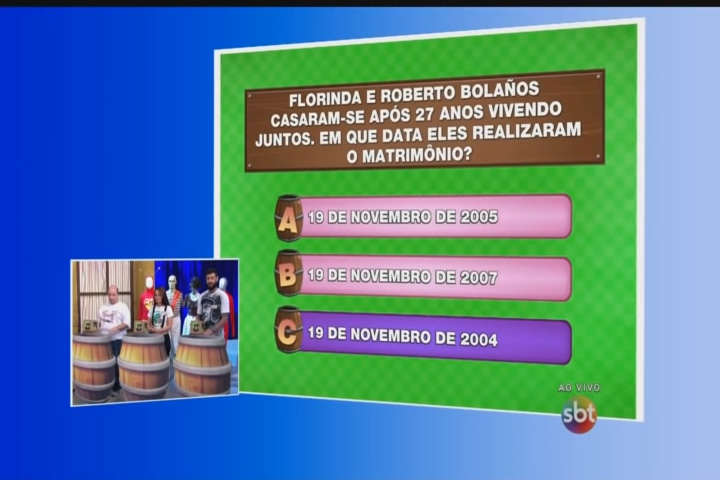 FLORINDA E ROBERTO BOLAÑOS
CASARAM-SE APÓS 27 ANOS VIVENDO
JUNTOS. EM QUE DATA ELES REALIZARAM
O MATRIMÔNIO?
A 19 DE NOVEMBRO DE 2005
B 19 DE NOVEMBRO DE 2007
C 19 DE NOVEMBRO DE 2004
AO VIVO
sbt